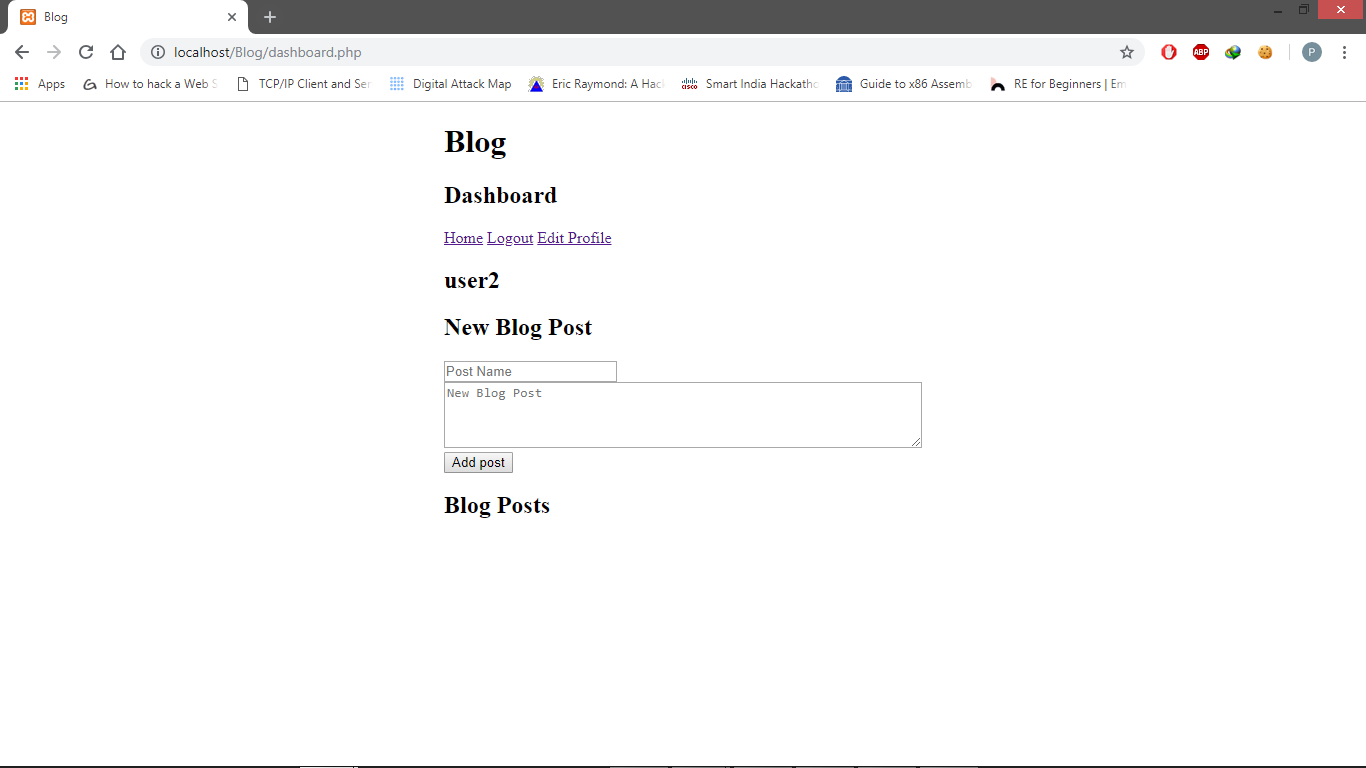 Blog
localhost/Blog/dashboard.php
ABP
P
Apps How to hack a Web S TCP/IP Client and Ser Digital Attack Map Eric Raymond: A Hac cisco Smart India Hackatho Guide to x86 Assemb RE for Beginners | Em
Blog
Dashboard
Home Logout Edit Profile
user2
New Blog Post
Post Name
New Blog Post
Add post
Blog Posts